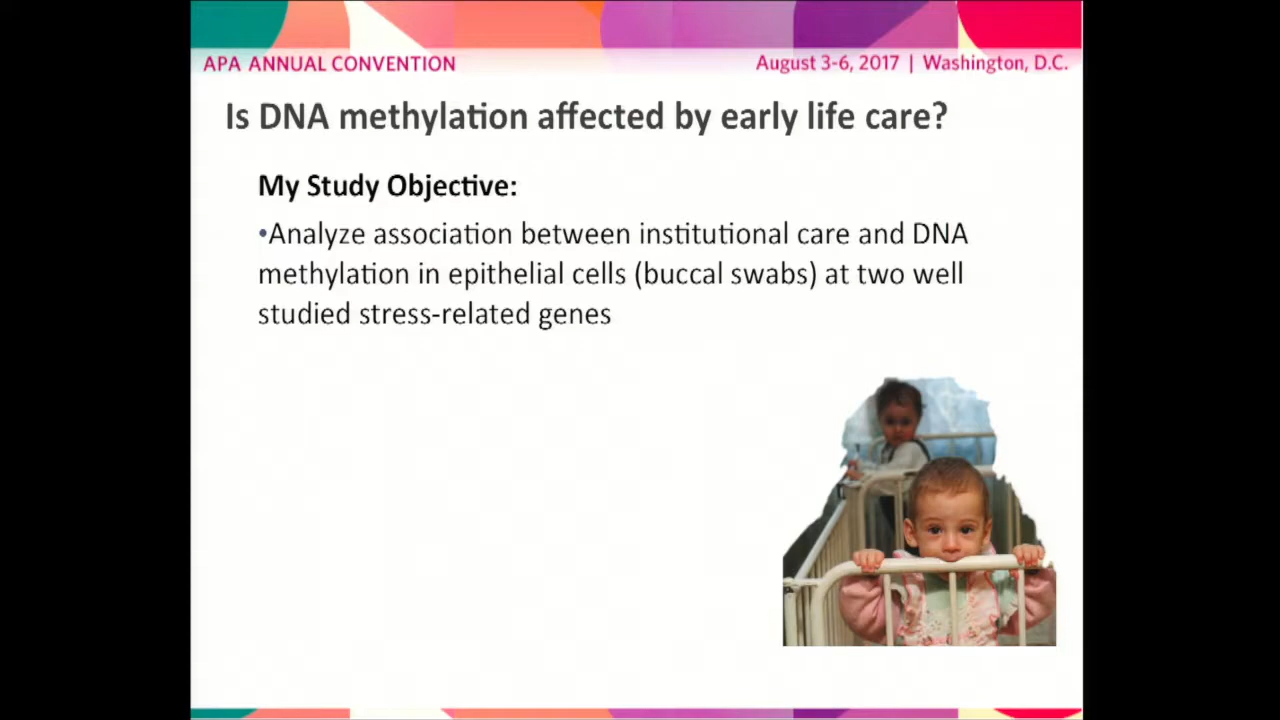 APA ANNUAL CONVENTION
August 3-6, 2017 | Washington, D.C.
Is DNA methylation affected by early life care?
My Study Objective:
•Analyze association between institutional care and DNA
methylation in epithelial cells (buccal swabs) at two well
studied stress-related genes